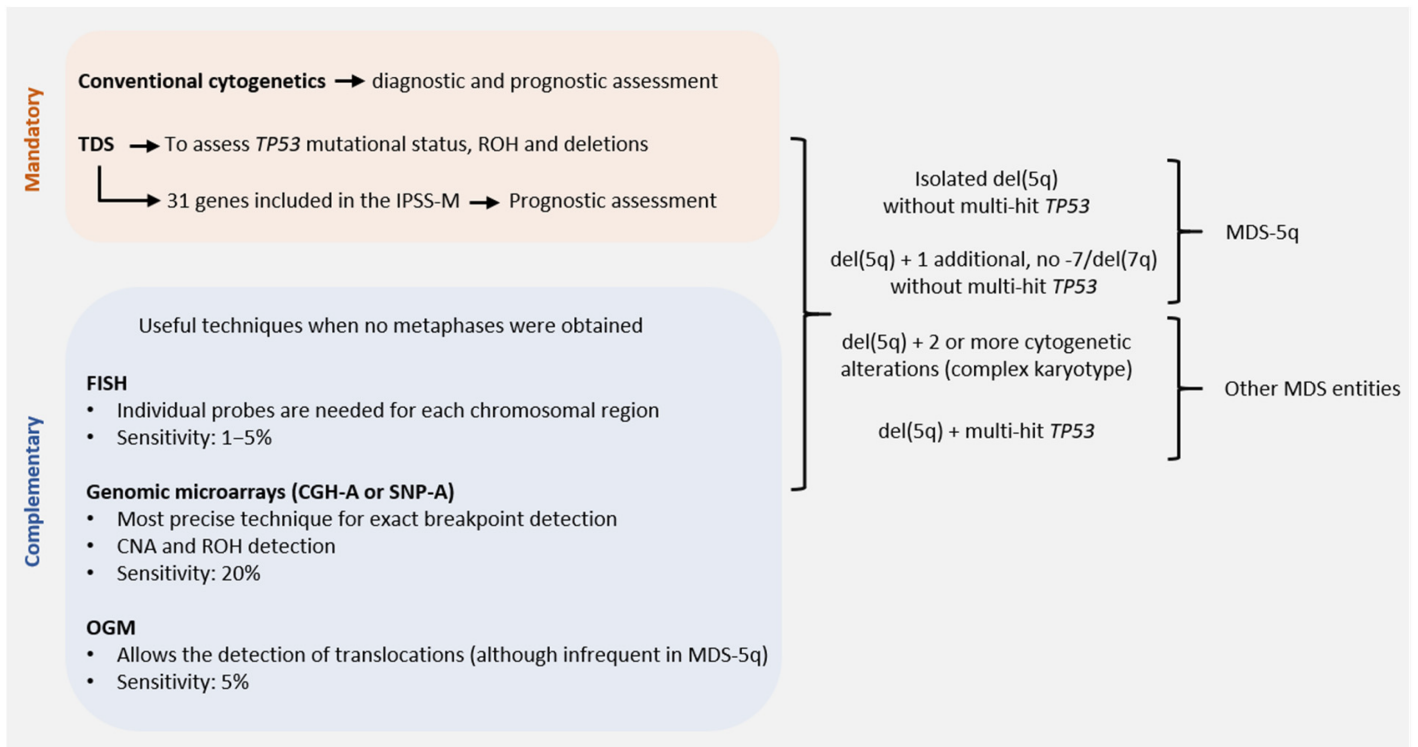 Mandatory
Conventional cytogenetics → diagnostic and prognostic assessment
TDS → To assess TP53 mutational status, ROH and deletions
31 genes included in the IPSS-M → Prognostic assessment
Complementary
Useful techniques when no metaphases were obtained
FISH
• Individual probes are needed for each chromosomal region
• Sensitivity: 1–5%
Genomic microarrays (CGH-A or SNP-A)
• Most precise technique for exact breakpoint detection
• CNA and ROH detection
• Sensitivity: 20%
OGM
• Allows the detection of translocations (although infrequent in MDS-5q)
• Sensitivity: 5%
Isolated del(5q)
without multi-hit TP53
del(5q) + 1 additional, no -7/del(7q)
without multi-hit TP53
MDS-5q
del(5q) + 2 or more cytogenetic
alterations (complex karyotype)
del(5q) + multi-hit TP53
Other MDS entities